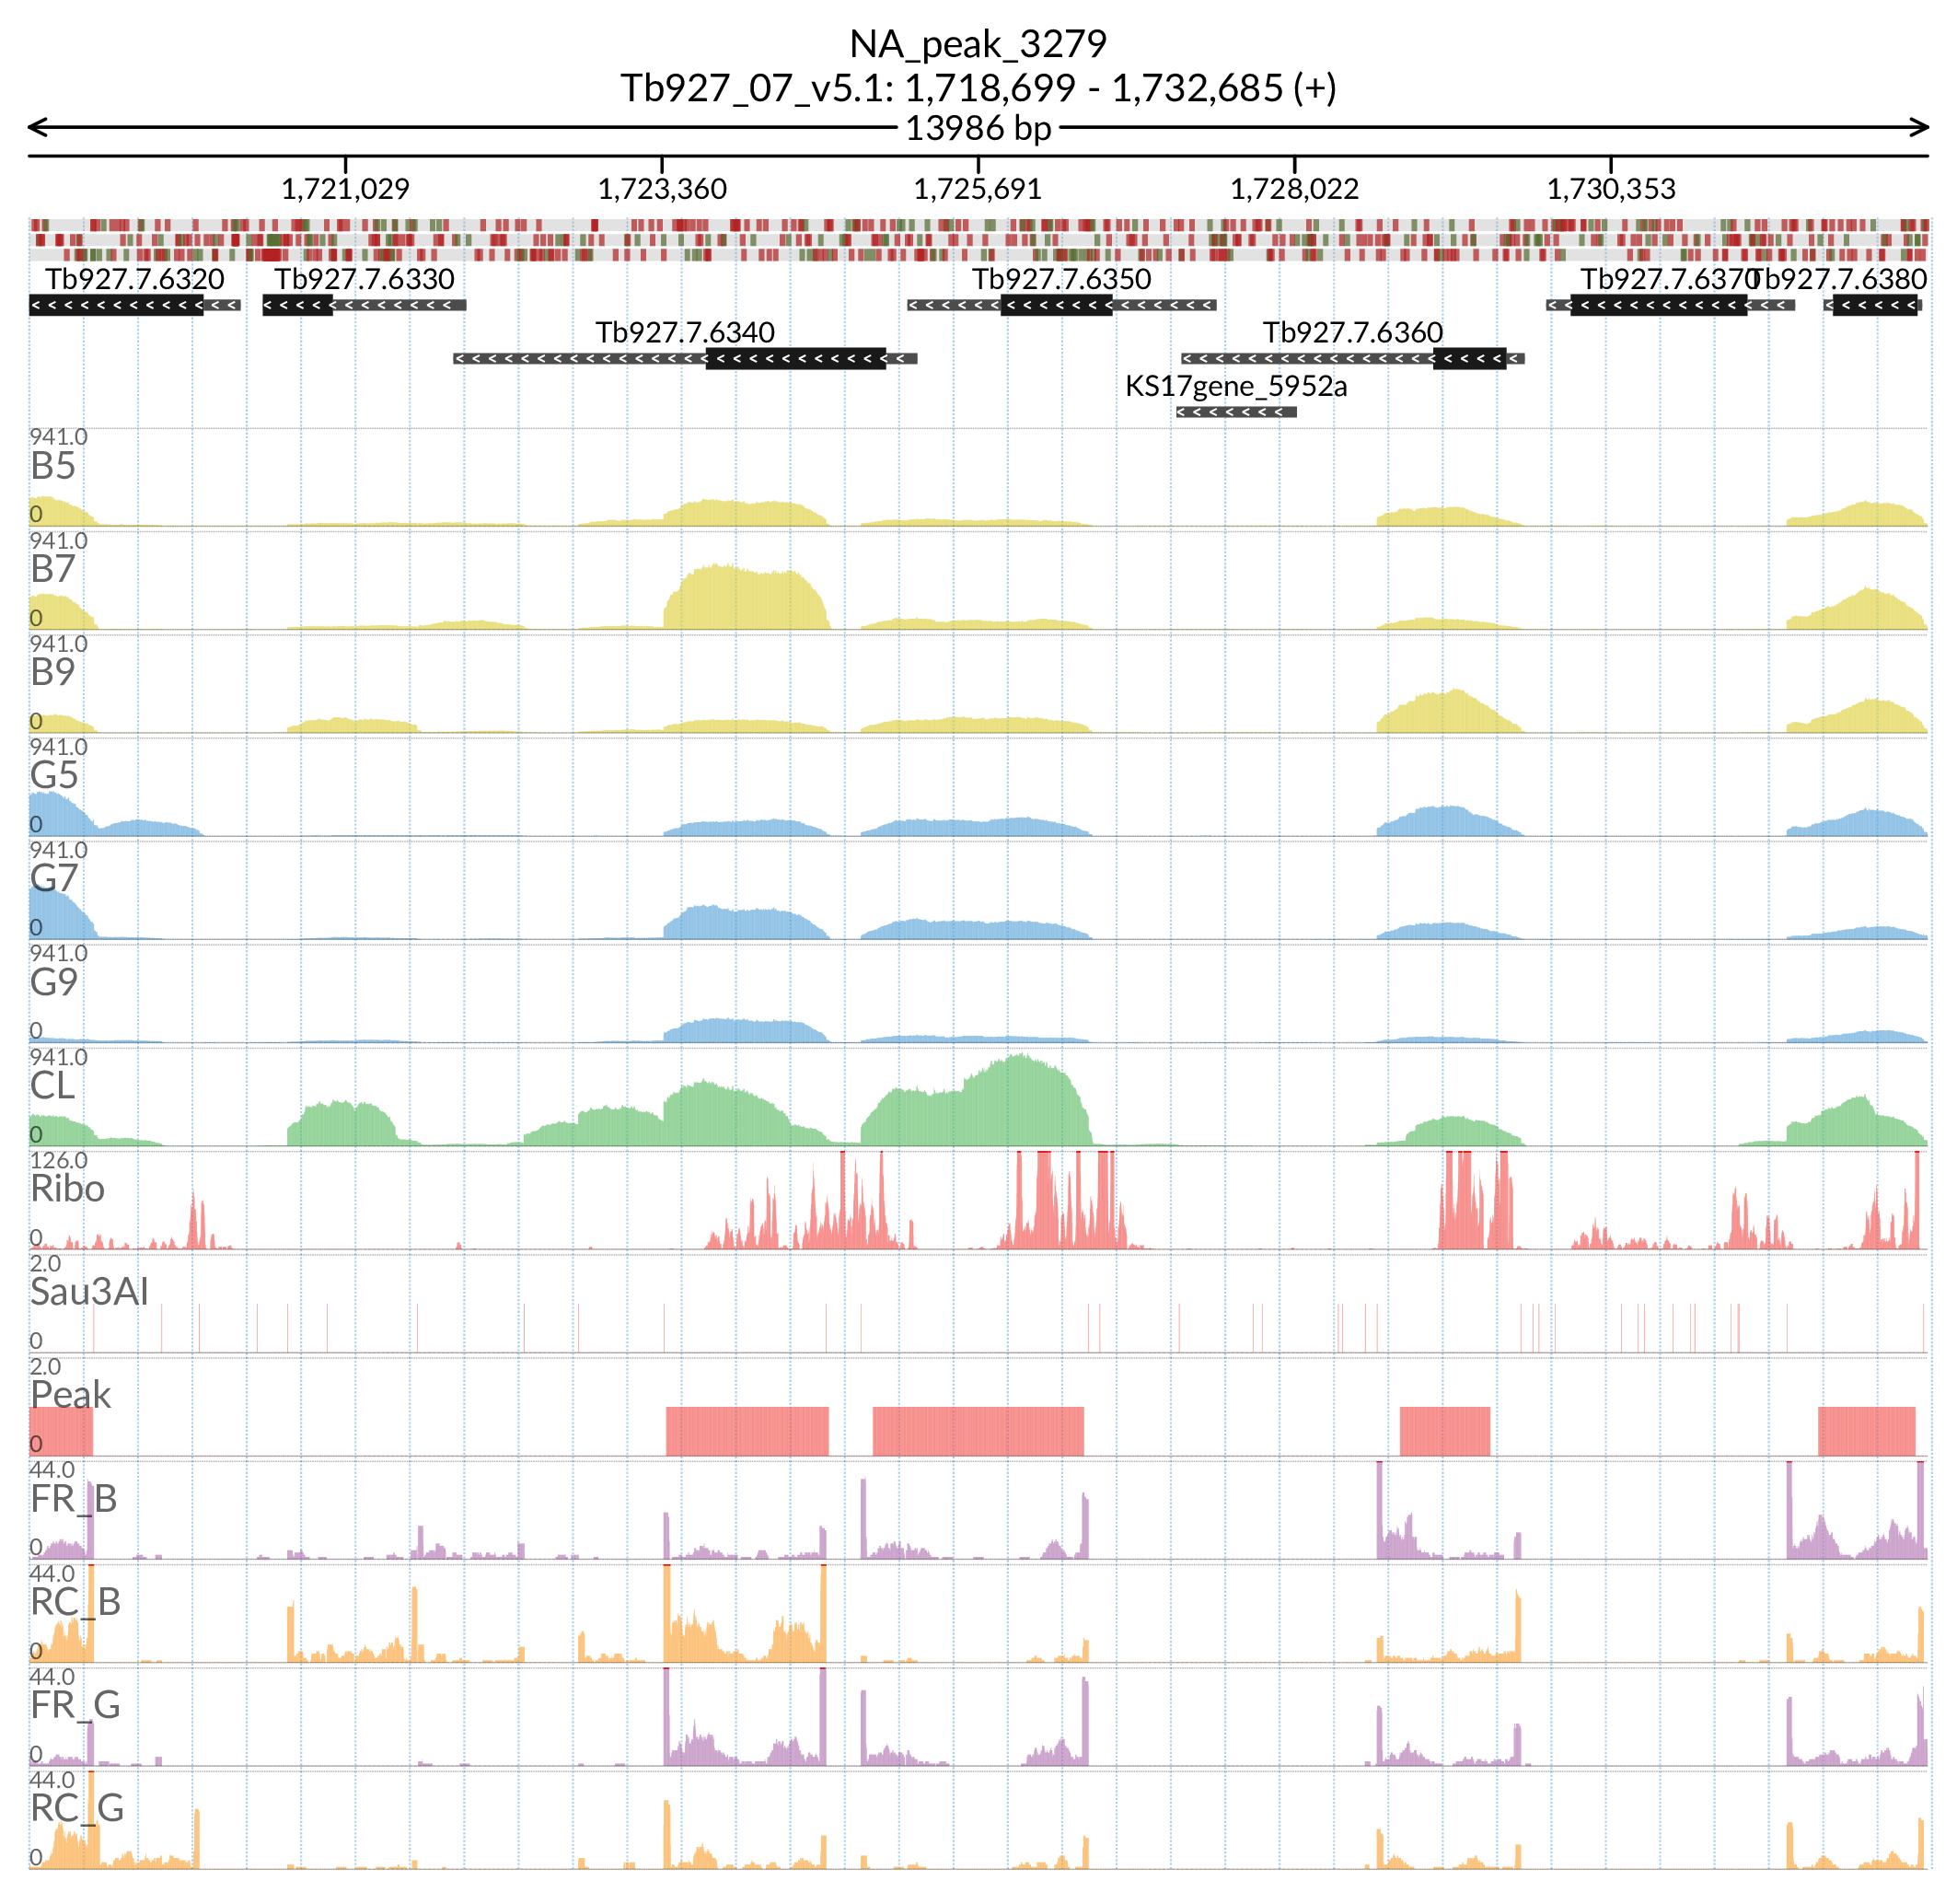 NA_peak_3279
Tb927_07_v5.1: 1,718,699 - 1,732,685 (+)
13986 bp
1,721,029 1,723,360 1,725,691 1,728,022 1,730,353
Tb927.7.6320 Tb927.7.6330 Tb927.7.6350 Tb927.7.6370 Tb927.7.6380
Tb927.7.6340 Tb927.7.6360
KS17gene_5952a
941.0
B5
0
941.0
B7
0
941.0
B9
0
941.0
G5
0
941.0
G7
0
941.0
G9
0
941.0
CL
0
126.0
Ribo
0
2.0
Sau3AI
0
2.0
Peak
0
44.0
FR_B
0
44.0
RC_B
0
44.0
FR_G
0
44.0
RC_G
0